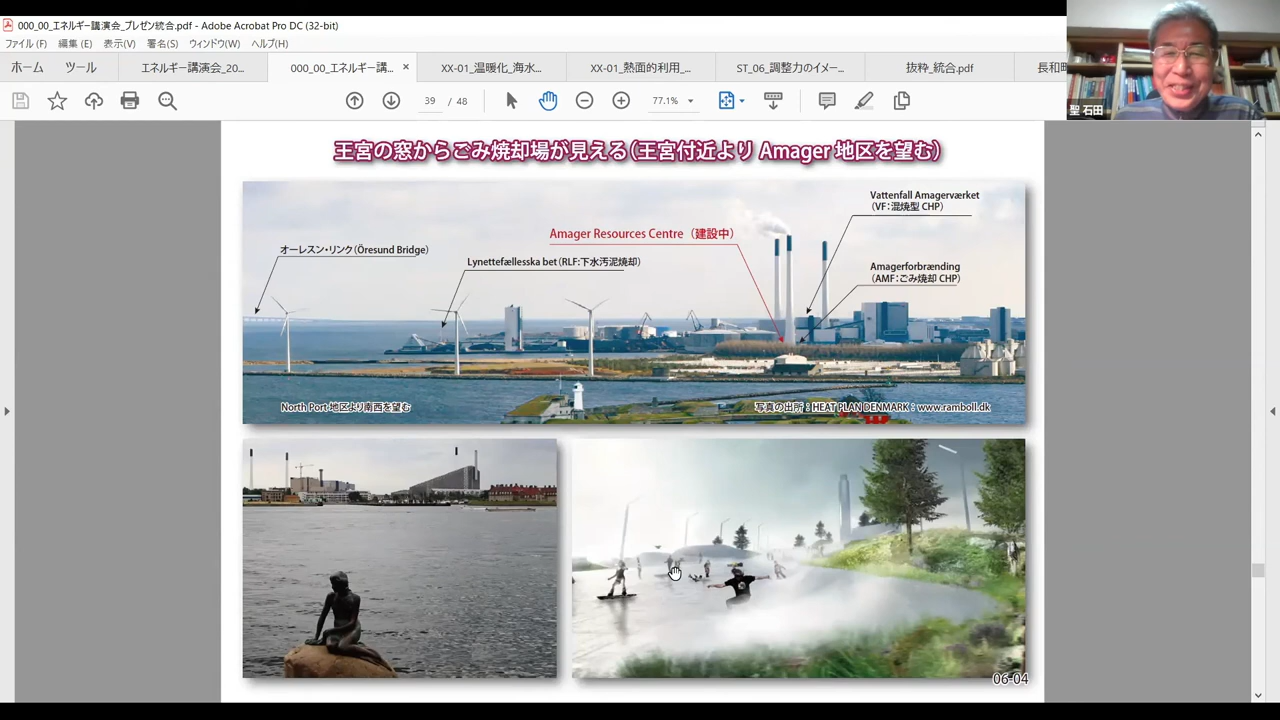 000_00_エネルギー講演会_プレゼン統合.pdf - Adobe Acrobat Pro DC (32-bit)
ファイル(F) 編集(E) 表示(V) 署名(S) ウィンドウ(W) ヘルプ(H)
ホーム ツール エネルギー講演会_20... 000_00_エネルギー講... × XX-01_温暖化_海水... XX-01_熱面的利用_... ST_06_調整力のイメー... 抜粋_統合.pdf 長和町
聖 石田
39 / 48 77.1%
王宮の窓からごみ焼却場が見える(王宮付近より Amager 地区を望む)
Vattenfall Amagerværket
(VF:混焼型 CHP)
Amager Resources Centre (建設中)
オーレスン・リンク(Öresund Bridge)
Lynettefællesska bet(RLF:下水汚泥焼却)
Amagerforbrænding
(AMF:ごみ焼却 CHP)
North Port 地区より南西を望む
写真の出所:HEAT PLAN DENMARK:www.ramboll.dk
06-04